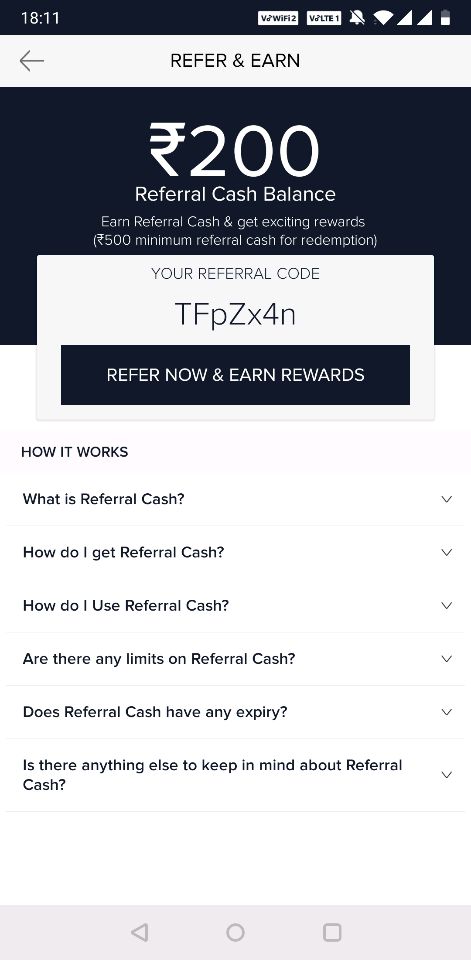 18:11
VoWiFi2
VoLTE 1
REFER & EARN
₹200
Referral Cash Balance
Earn Referral Cash & get exciting rewards
(₹500 minimum referral cash for redemption)
YOUR REFERRAL CODE
TFpZx4n
REFER NOW & EARN REWARDS
HOW IT WORKS
What is Referral Cash?
How do I get Referral Cash?
How do I Use Referral Cash?
Are there any limits on Referral Cash?
Does Referral Cash have any expiry?
Is there anything else to keep in mind about Referral
Cash?